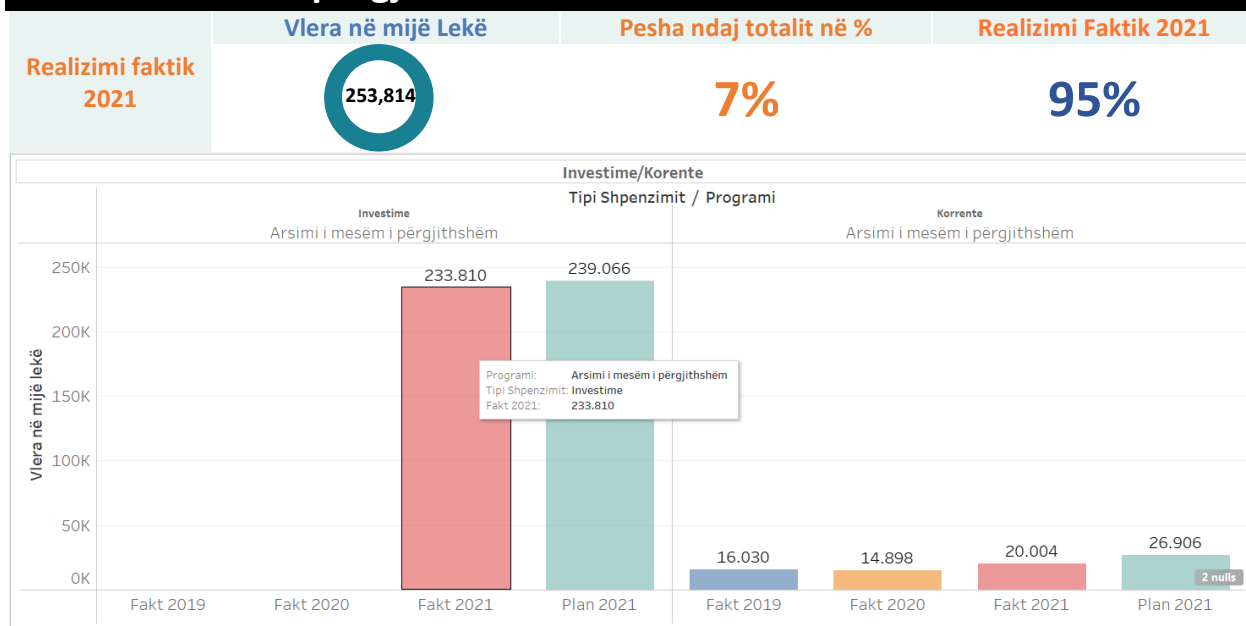 Vlera në mijë Lekë
Pesha ndaj totalit në %
Realizimi Faktik 2021
Realizimi faktik
2021
253,814
7%
95%
Investime/Korente
Tipi Shpenzimit / Programi
Investime
Korrente
Arsimi i mesëm i përgjithshëm
Arsimi i mesëm i përgjithshëm
Vlera në mijë lekë
250K
200K
150K
100K
50K
0K
233.810
239.066
16.030
14.898
20.004
26.906
Programi: Arsimi i mesëm i përgjithshëm
Tipi Shpenzimit: Investime
Fakt 2021: 233.810
2 nulls
Fakt 2019
Fakt 2020
Fakt 2021
Plan 2021
Fakt 2019
Fakt 2020
Fakt 2021
Plan 2021